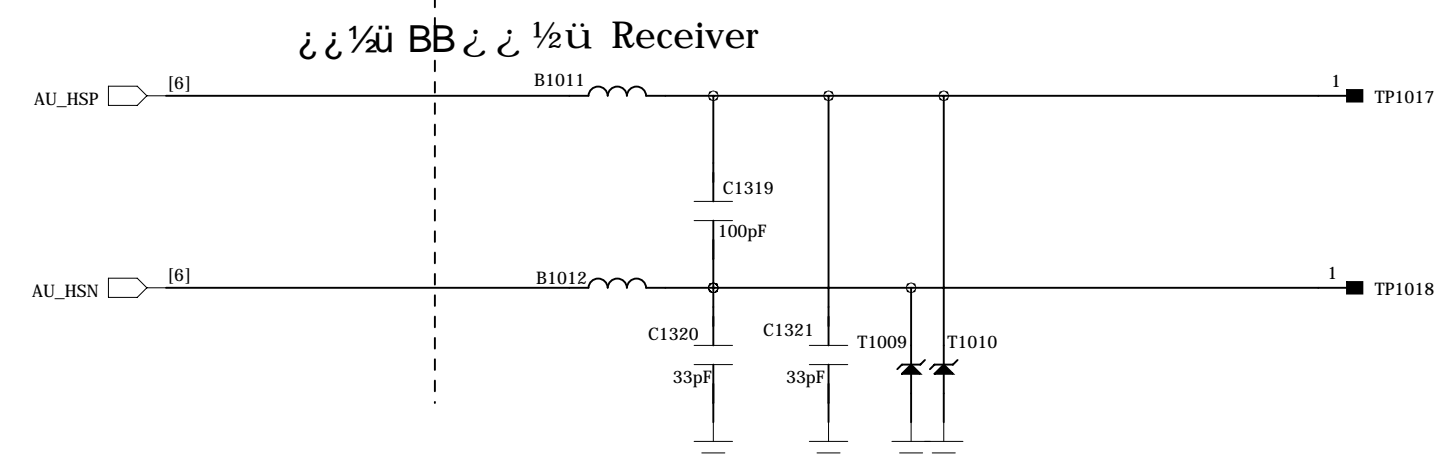 ¿¿½ü BB¿¿½ü Receiver
AU_HSP
[6]
B1011
1
TP1017
C1319
100pF
AU_HSN
[6]
B1012
1
TP1018
C1320
C1321
T1009
T1010
33pF
33pF